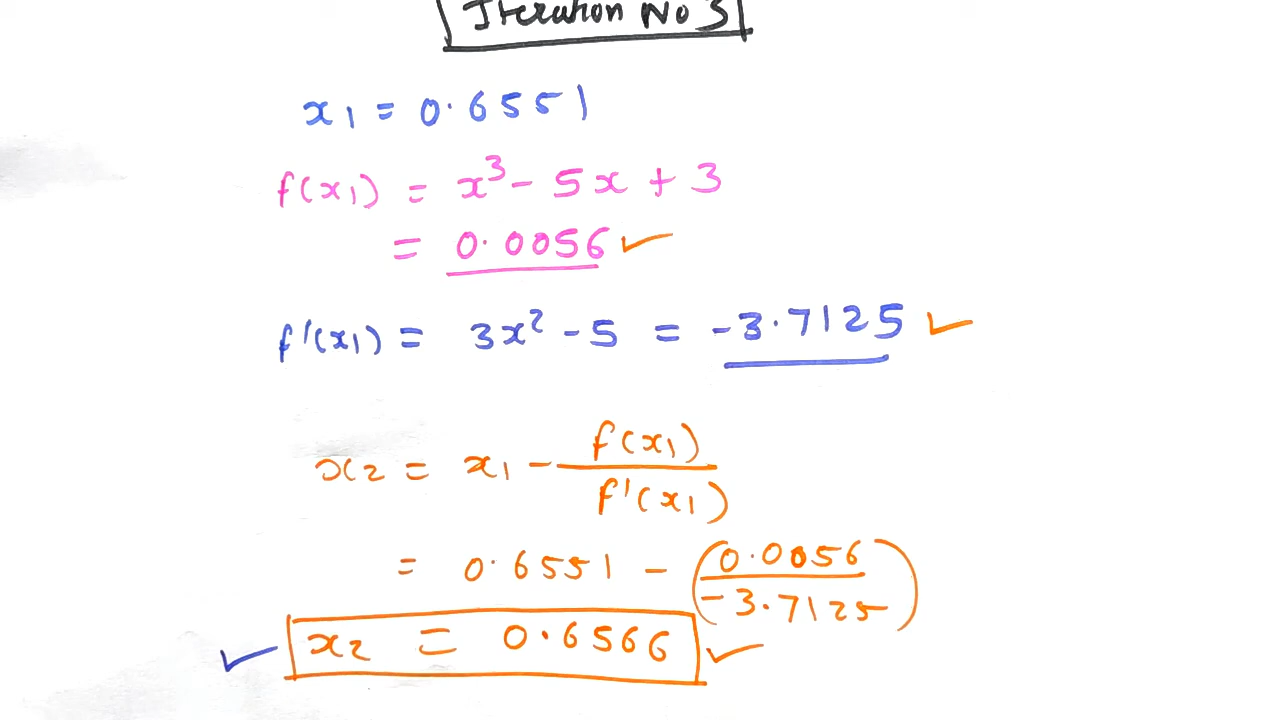 Iteration No 3
x1 = 0.6551
f(x1) = x³ - 5x + 3
= 0.0056 ✓
f'(x1) = 3x² - 5 = -3.7125 ✓
x2 = x1 - f(x1) / f'(x1)
= 0.6551 - (0.0056 / -3.7125)
✓ x2 = 0.6566 ✓